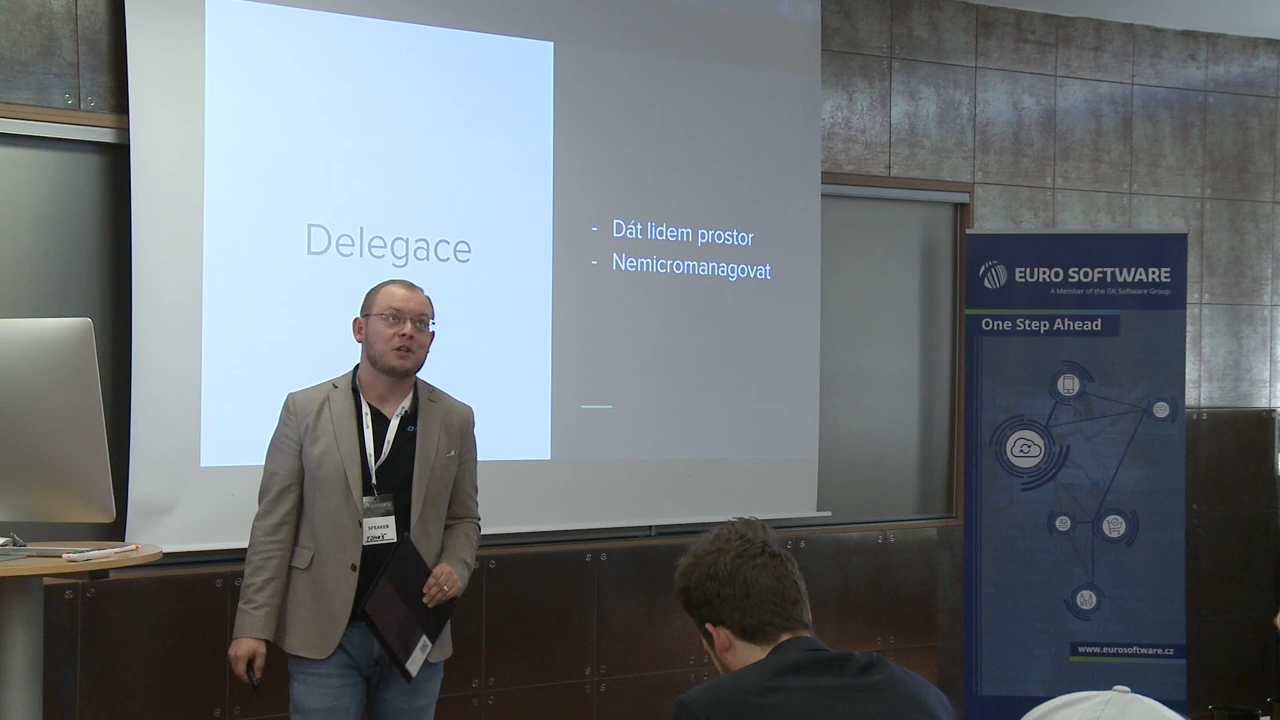 Delegace
- Dát lidem prostor
- Nemicromanagovat
EURO SOFTWARE
A Member of the GK Software Group
One Step Ahead
www.eurosoftware.cz
SPEAKER